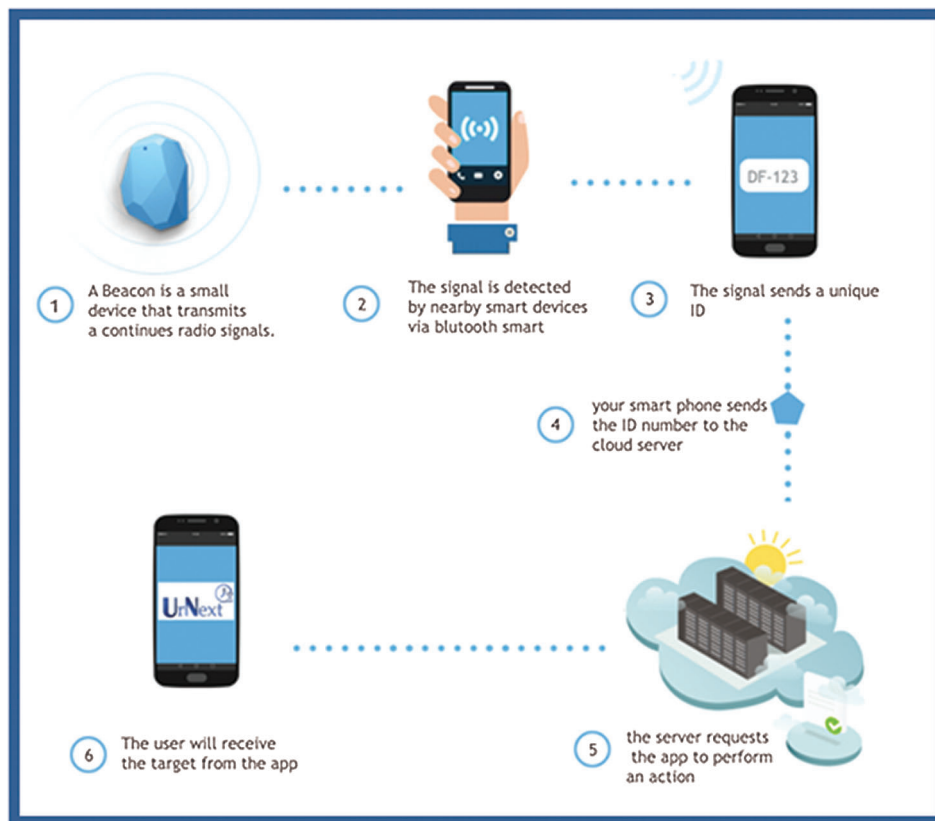 DF-123
1
A Beacon is a small
device that transmits
a continues radio signals.
2
The signal is detected
by nearby smart devices
via blutooth smart
3
The signal sends a unique
ID
4
your smart phone sends
the ID number to the
cloud server
UrNext
6
The user will receive
the target from the app
5
the server requests
the app to perform
an action